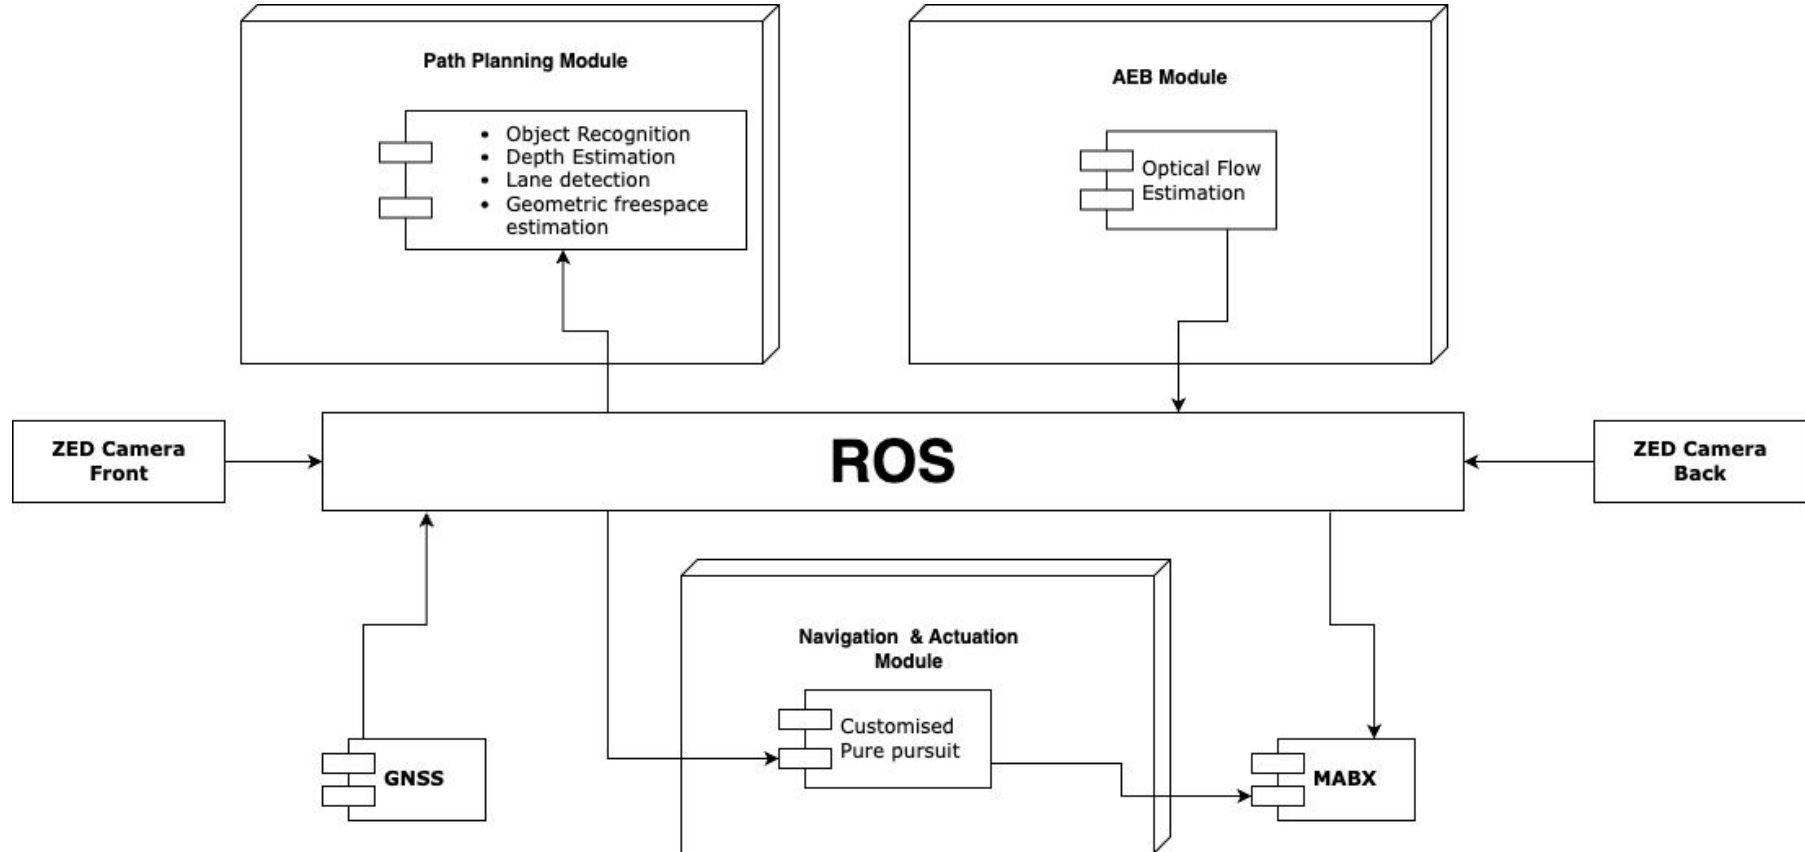 Path Planning Module
• Object Recognition
• Depth Estimation
• Lane detection
• Geometric freespace
estimation
AEB Module
Optical Flow
Estimation
ZED Camera
Front
ROS
ZED Camera
Back
Navigation & Actuation
Module
Customised
Pure pursuit
GNSS
MABX